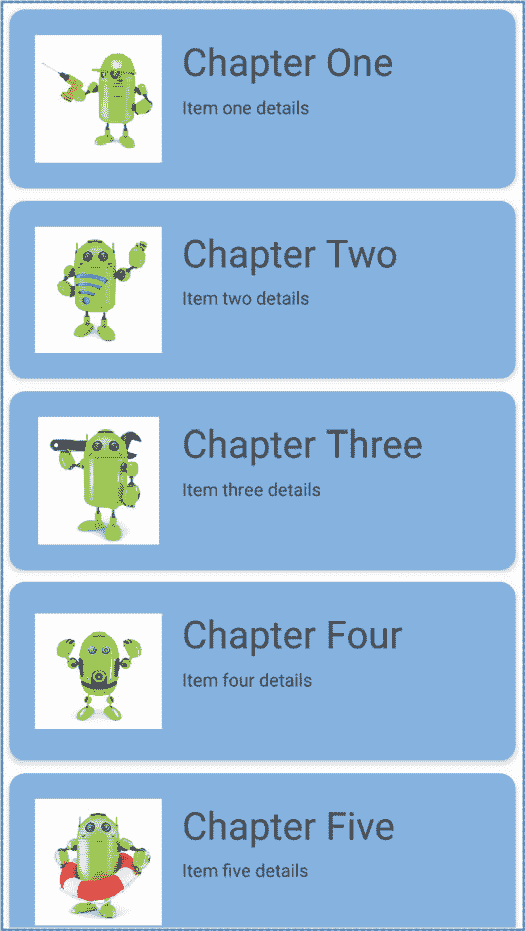 Chapter One
Item one details
Chapter Two
Item two details
Chapter Three
Item three details
Chapter Four
Item four details
Chapter Five
Item five details